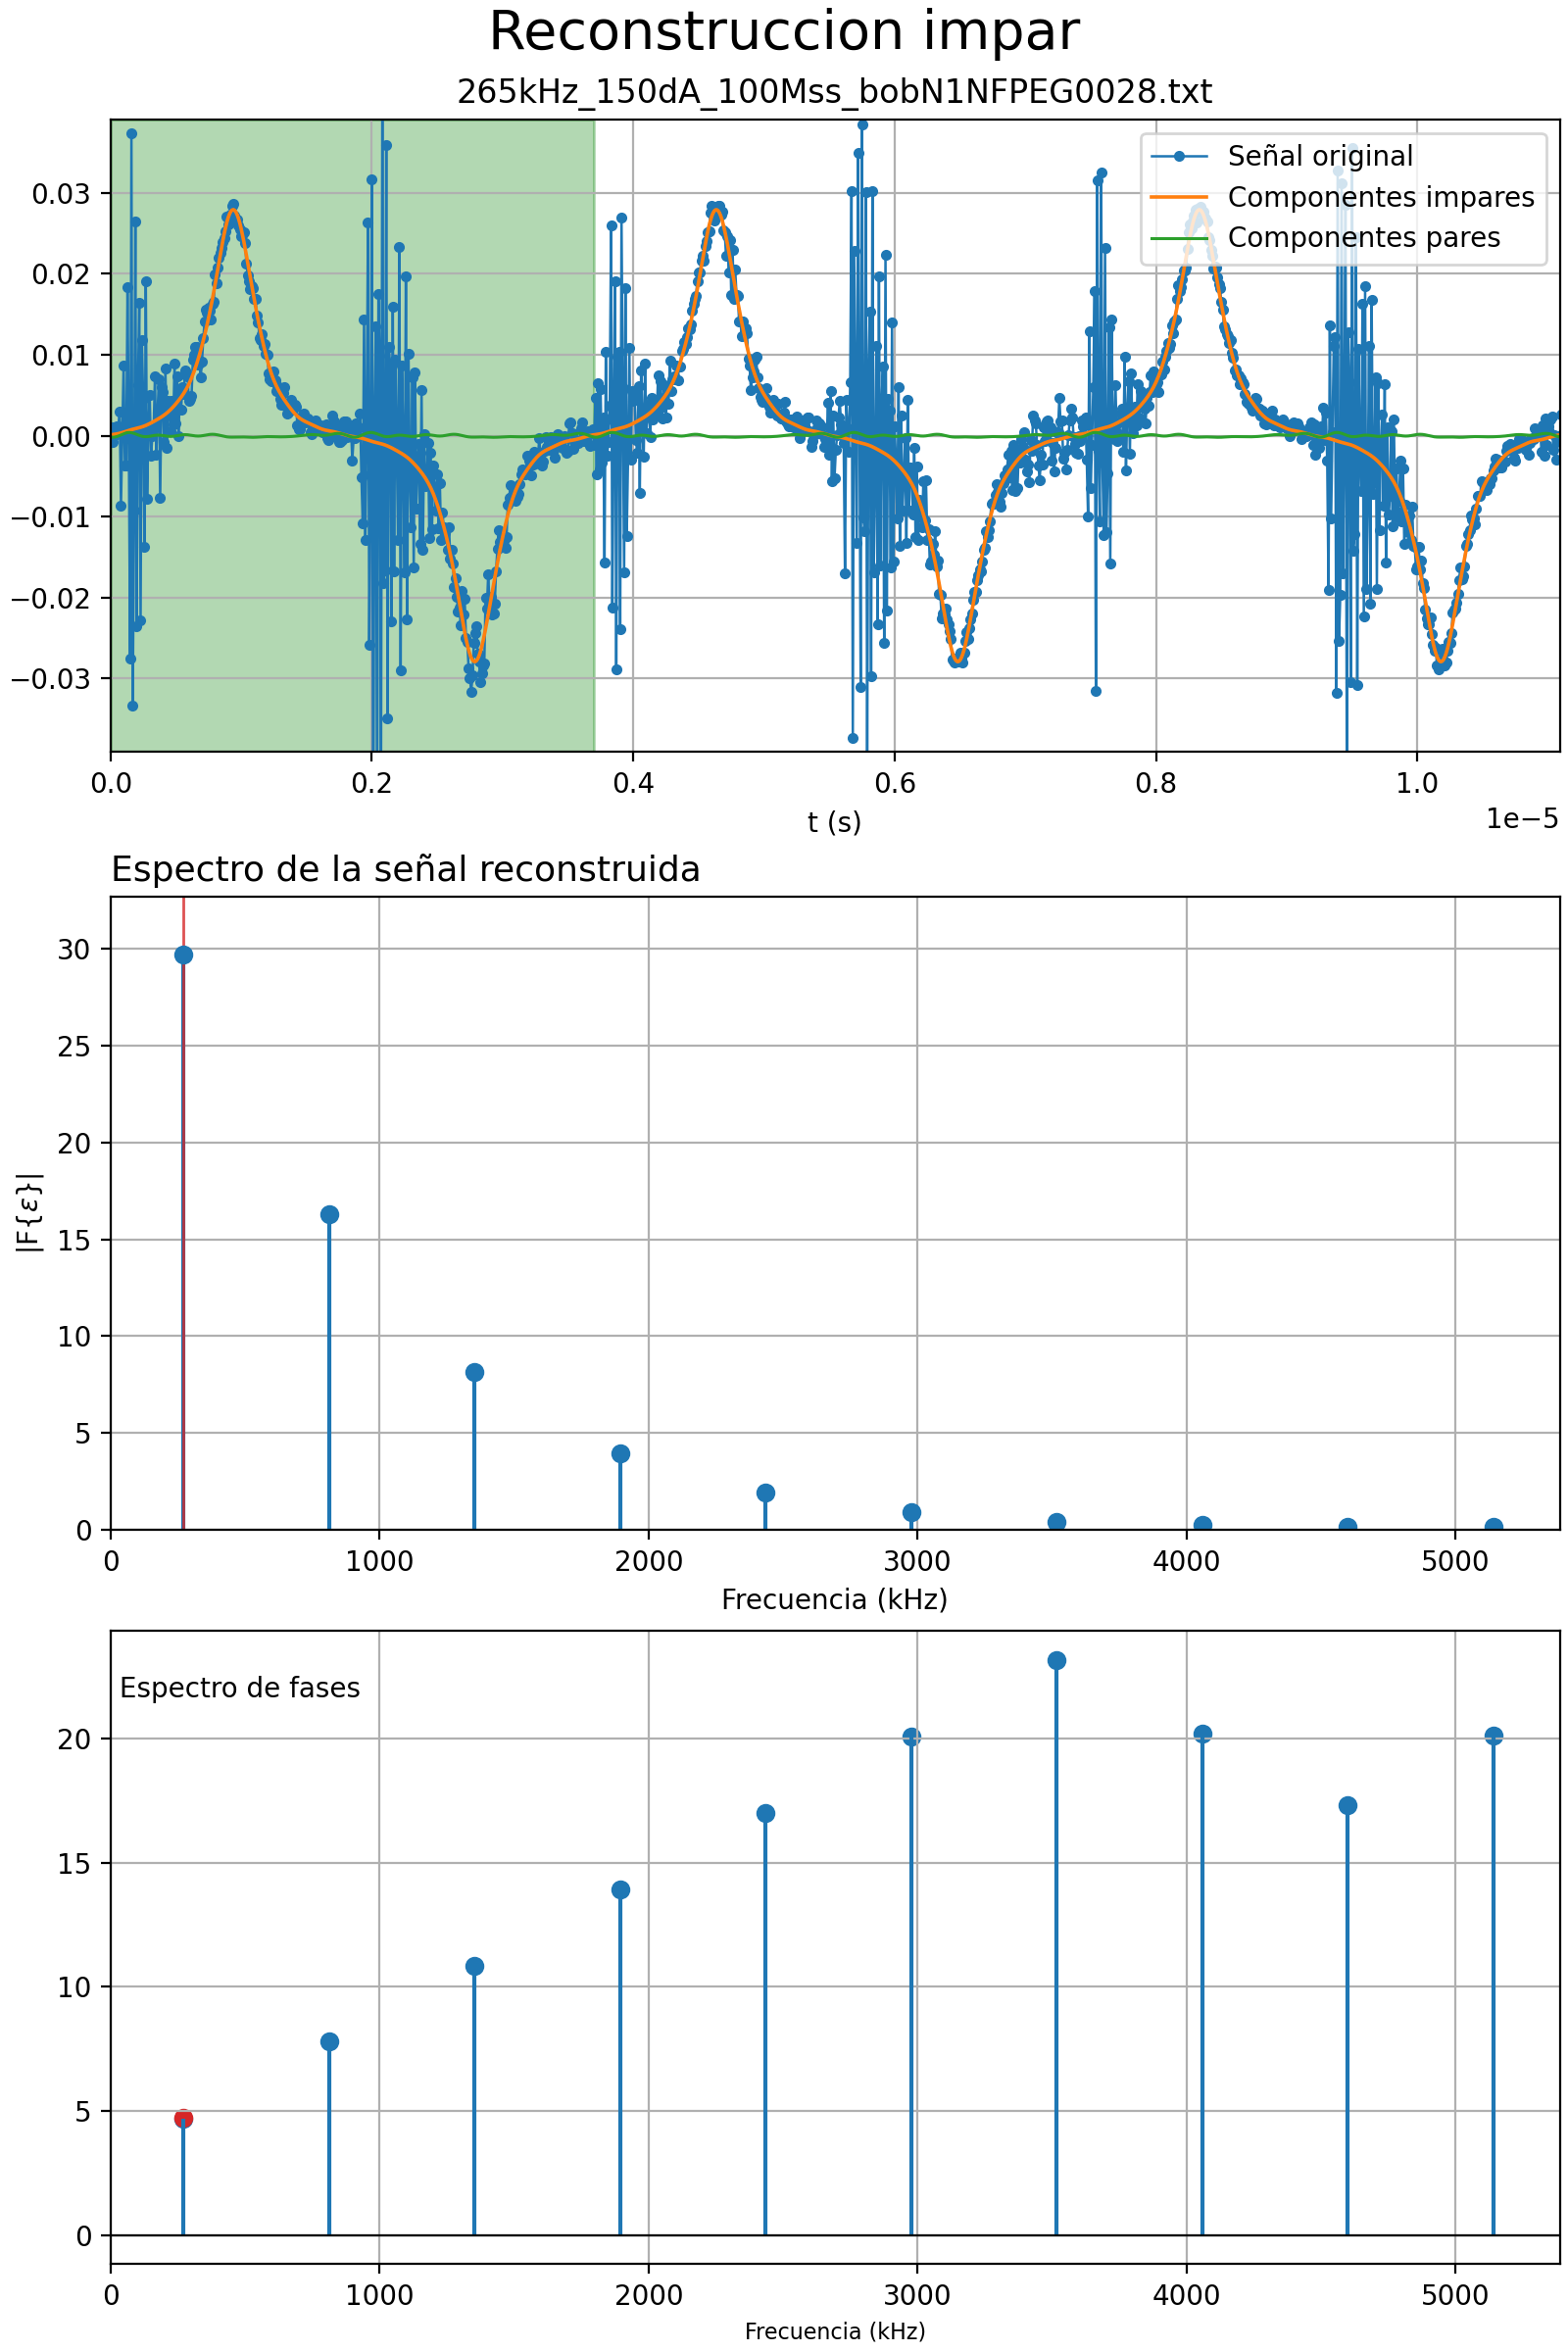 Reconstruccion impar
265kHz_150dA_100Mss_bobN1NFPEG0028.txt
Señal original
Componentes impares
Componentes pares
0.03
0.02
0.01
0.00
−0.01
−0.02
−0.03
0.0 0.2 0.4 0.6 0.8 1.0
1e−5
t (s)
Espectro de la señal reconstruida
30
25
20
15
10
5
0
|F{ε}|
0 1000 2000 3000 4000 5000
Frecuencia (kHz)
Espectro de fases
20
15
10
5
0
0 1000 2000 3000 4000 5000
Frecuencia (kHz)